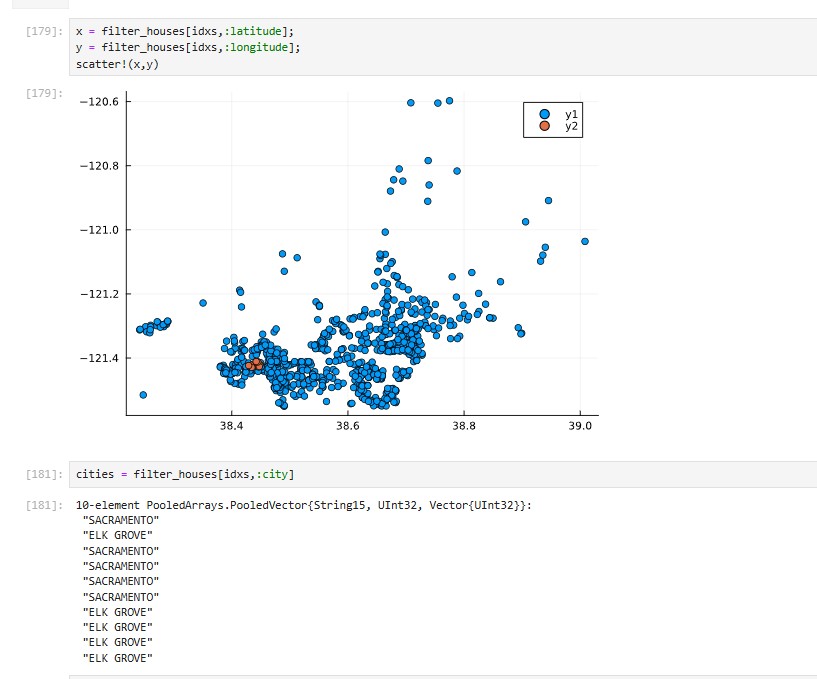 [179]: x = filter_houses[idxs,:latitude];
y = filter_houses[idxs,:longitude];
scatter!(x,y)
[179]:
−120.6
−120.8
−121.0
−121.2
−121.4
38.4 38.6 38.8 39.0
y1
y2
[181]: cities = filter_houses[idxs,:city]
[181]: 10-element PooledArrays.PooledVector{String15, UInt32, Vector{UInt32}}:
"SACRAMENTO"
"ELK GROVE"
"SACRAMENTO"
"SACRAMENTO"
"SACRAMENTO"
"SACRAMENTO"
"ELK GROVE"
"ELK GROVE"
"ELK GROVE"
"ELK GROVE"